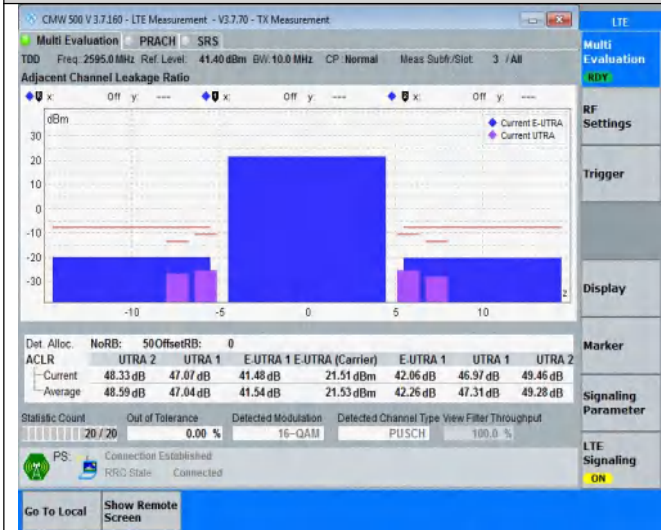 CMW 500 V 3.7.160 - LTE Measurement - V3.7.70 - TX Measurement
LTE
Multi Evaluation PRACH SRS
TDD Freq.: 2595.0 MHz Ref. Level: 41.40 dBm BW: 10.0 MHz CP: Normal Meas Subfr./Slot: 3 / All
Adjacent Channel Leakage Ratio
x: Off y: --- x: Off y: --- x: Off y: ---
dBm
Current E-UTRA
Current UTRA
30
20
10
0
-10
-20
-30
z
-10 -5 0 5 10
Det. Alloc. NoRB: 50 OffsetRB: 0
ACLR UTRA 2 UTRA 1 E-UTRA 1 E-UTRA (Carrier) E-UTRA 1 UTRA 1 UTRA 2
Current 48.33 dB 47.07 dB 41.48 dB 21.51 dBm 42.06 dB 46.97 dB 49.46 dB
Average 48.59 dB 47.04 dB 41.54 dB 21.53 dBm 42.26 dB 47.31 dB 49.28 dB
Statistic Count Out of Tolerance Detected Modulation Detected Channel Type View Filter Throughput
20 / 20 0.00 % 16-QAM PUSCH 100.0 %
PS: Connection Established
RRC State Connected
Multi
Evaluation
RDY
RF
Settings
Trigger
Display
Marker
Signaling
Parameter
LTE
Signaling
ON
Go To Local
Show Remote
Screen